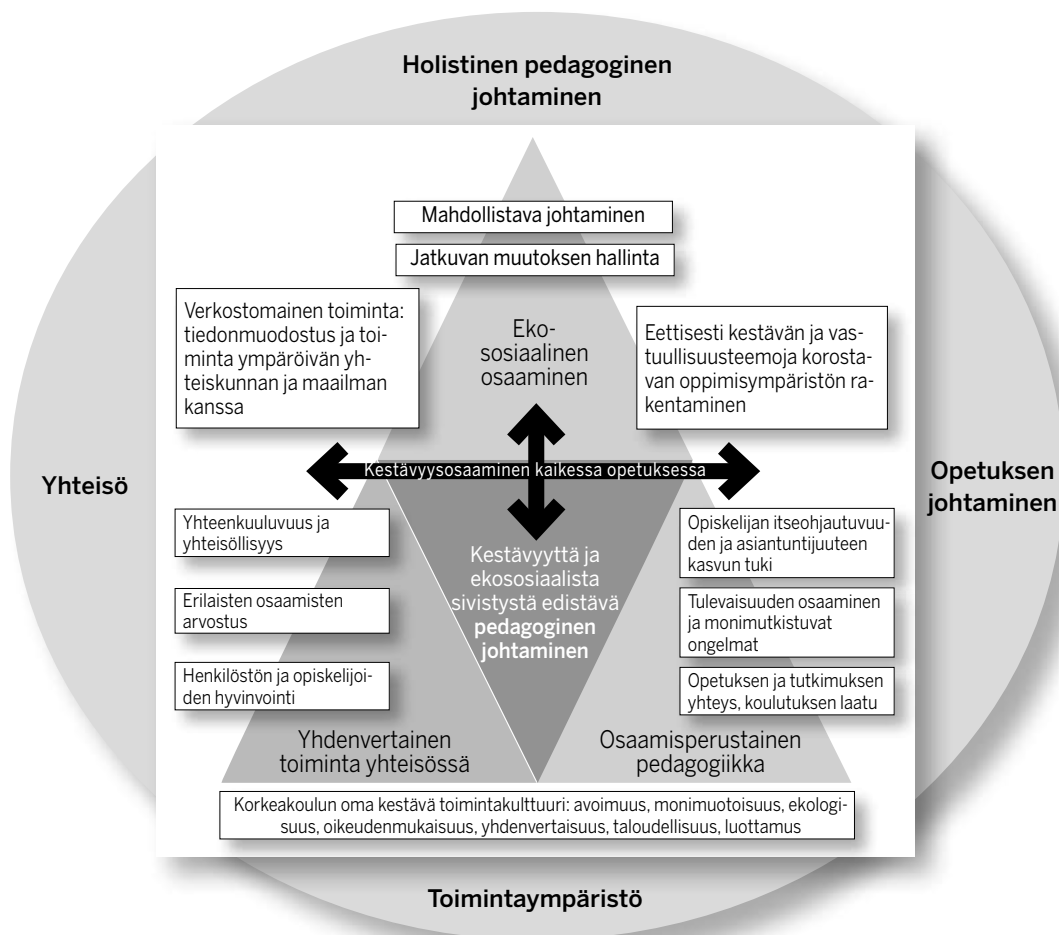 Holistinen pedagoginen
johtaminen
Mahdollistava johtaminen
Jatkuvan muutoksen hallinta
Verkostomainen toiminta:
tiedonmuodostus ja toi-
minta ympäröivän yh-
teiskunnan ja maailman
kanssa
Eko-
sosiaalinen
osaaminen
Eettisesti kestävän ja vas-
tuullisuusteemoja korosta-
van oppimisympäristön ra-
kentaminen
Yhteisö
Kestävyysosaaminen kaikessa opetuksessa
Opetuksen
johtaminen
Yhteenkuuluvuus ja
yhteisöllisyys
Erilaisten osaamisten
arvostus
Henkilöstön ja opiskelijoi-
den hyvinvointi
Kestävyyttä ja
ekososiaalista
sivistystä edistävä
pedagoginen
johtaminen
Opiskelijan itseohjautuvuu-
den ja asiantuntijuuteen
kasvun tuki
Tulevaisuuden osaaminen
ja monimutkistuvat
ongelmat
Opetuksen ja tutkimuksen
yhteys, koulutuksen laatu
Yhdenvertainen
toiminta yhteisössä
Osaamisperustainen
pedagogiikka
Korkeakoulun oma kestävä toimintakulttuuri: avoimuus, monimuotoisuus, ekologi-
suus, oikeudenmukaisuus, yhdenvertaisuus, taloudellisuus, luottamus
Toimintaympäristö